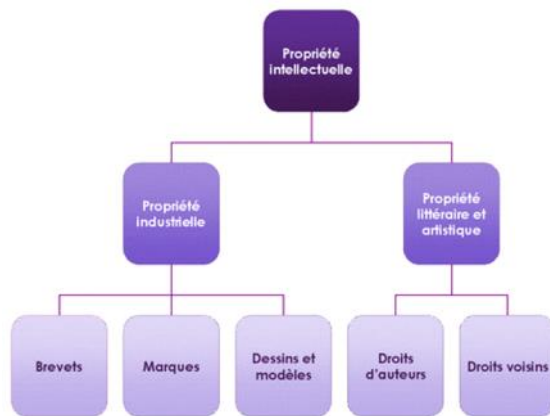 Propriété
intellectuelle
Propriété
industrielle
Propriété
littéraire et
artistique
Brevets
Marques
Dessins et
modèles
Droits
d'auteurs
Droits voisins